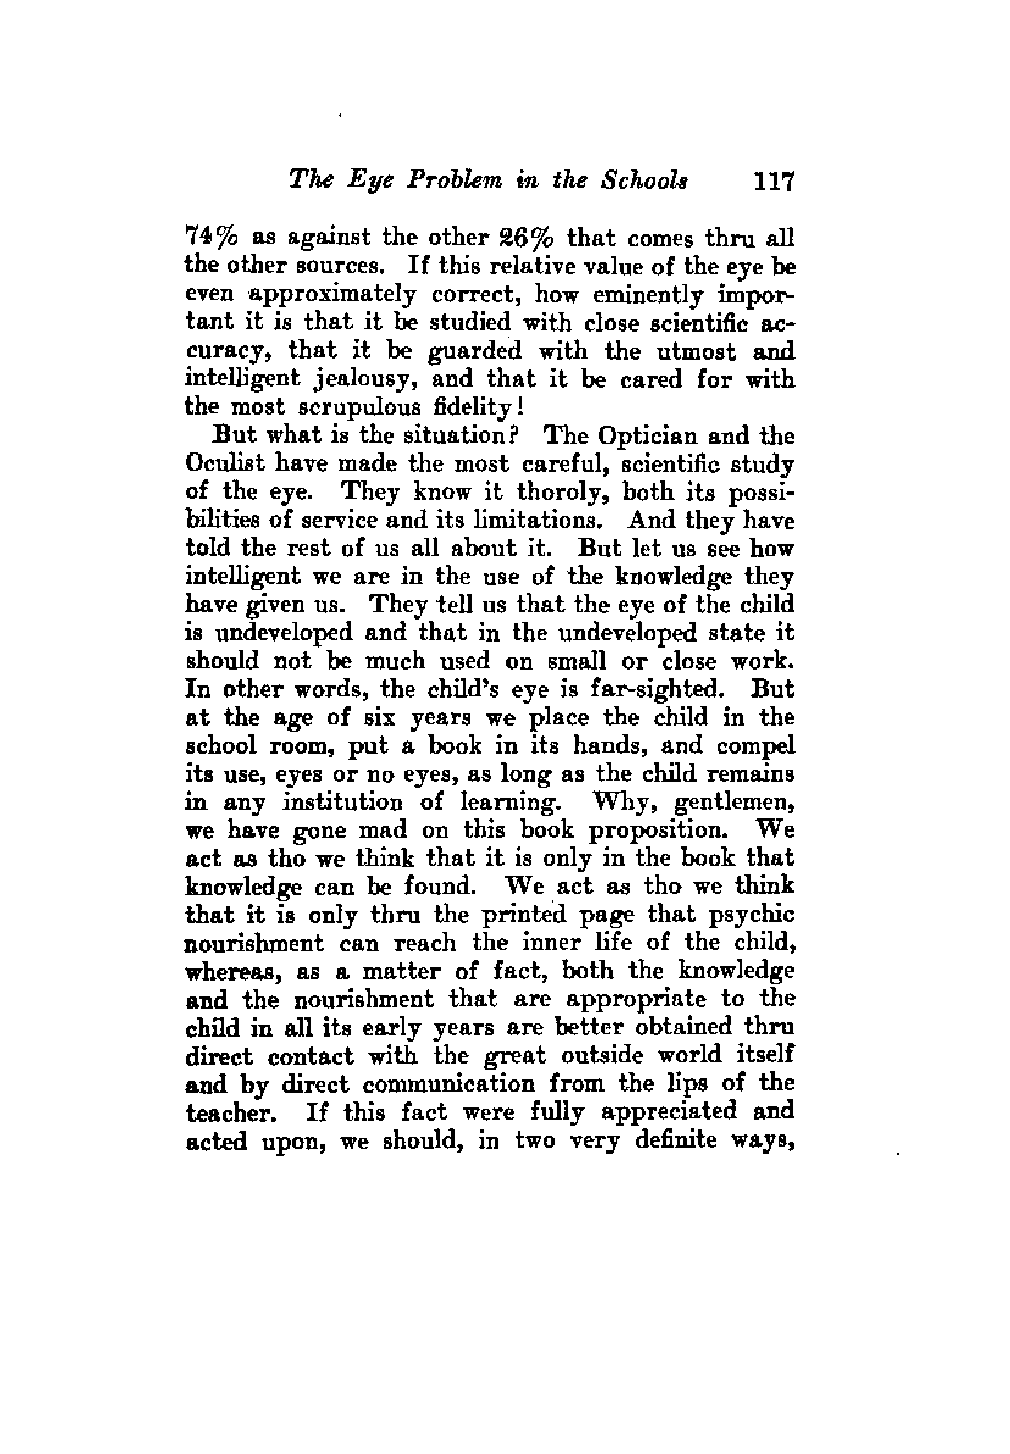 The Eye Problem in the Schools 117
74% as against the other 26% that comes thru all
the other sources. If this relative value of the eye be
even approximately correct, how eminently impor-
tant it is that it be studied with close scientific ac-
curacy, that it be guarded with the utmost and
intelligent jealousy, and that it be cared for with
the most scrupulous fidelity!
But what is the situation? The Optician and the
Oculist have made the most careful, scientific study
of the eye. They know it thoroly, both its possi-
bilities of service and its limitations. And they have
told the rest of us all about it. But let us see how
intelligent we are in the use of the knowledge they
have given us. They tell us that the eye of the child
is undeveloped and that in the undeveloped state it
should not be much used on small or close work.
In other words, the child's eye is far-sighted. But
at the age of six years we place the child in the
school room, put a book in its hands, and compel
its use, eyes or no eyes, as long as the child remains
in any institution of learning. Why, gentlemen,
we have gone mad on this book proposition. We
act as tho we think that it is only in the book that
knowledge can be found. We act as tho we think
that it is only thru the printed page that psychic
nourishment can reach the inner life of the child,
whereas, as a matter of fact, both the knowledge
and the nourishment that are appropriate to the
child in all its early years are better obtained thru
direct contact with the great outside world itself
and by direct communication from the lips of the
teacher. If this fact were fully appreciated and
acted upon, we should, in two very definite ways,